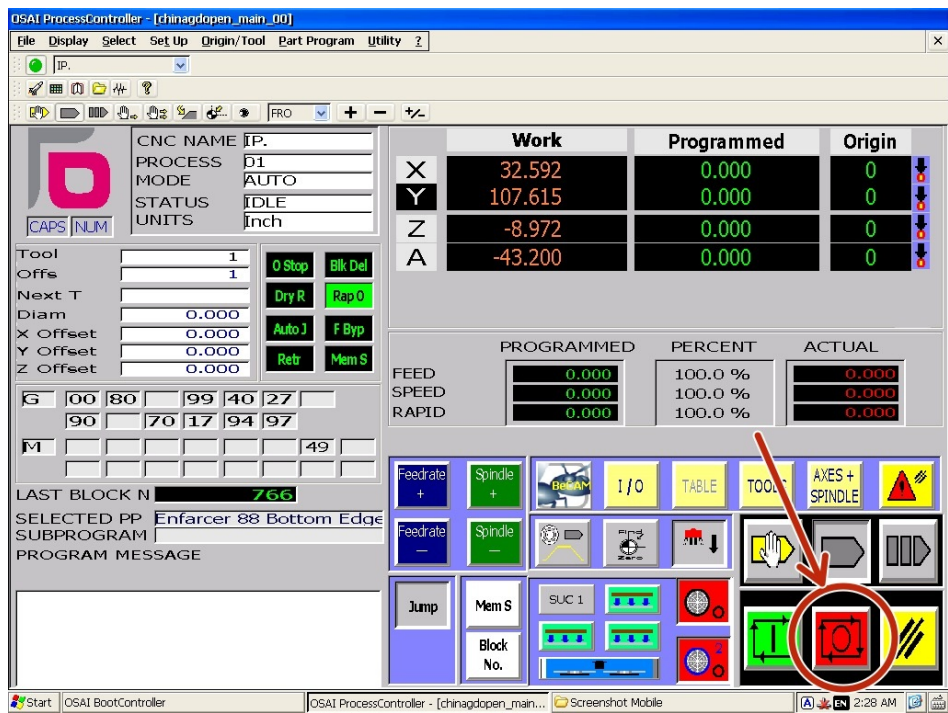 OSAI ProcessController - [chinagdopen_main_00]
File Display Select Set Up Origin/Tool Part Program Utility ?
IP.
FRO
CNC NAME IP.
PROCESS 01
MODE AUTO
STATUS IDLE
UNITS Inch
CAPS NUM
Work Programmed Origin
X 32.592 0.000 0
Y 107.615 0.000 0
Z -8.972 0.000 0
A -43.200 0.000 0
Tool 1
Offs 1
Next T
Diam 0.000
X Offset 0.000
Y Offset 0.000
Z Offset 0.000
O Stop Blk Del
Dry R Rap O
Auto J F Byp
Retr Mem S
PROGRAMMED PERCENT ACTUAL
FEED 0.000 100.0 % 0.000
SPEED 0.000 100.0 % 0.000
RAPID 0.000 100.0 % 0.000
G 00 80 99 40 27
90 70 17 94 97
M 49
LAST BLOCK N 766
SELECTED PP Enfarcer 88 Bottom Edge
SUBPROGRAM
PROGRAM MESSAGE
Feedrate +
Spindle +
BeCAM
I/O
TABLE
TOOLS
AXES + SPINDLE
Feedrate -
Spindle -
Zero
Jump
Mem S
Block No.
SUC 1
2
Start
OSAI BootController
OSAI ProcessController - [chinagdopen_main...
Screenshot Mobile
A
EN
2:28 AM